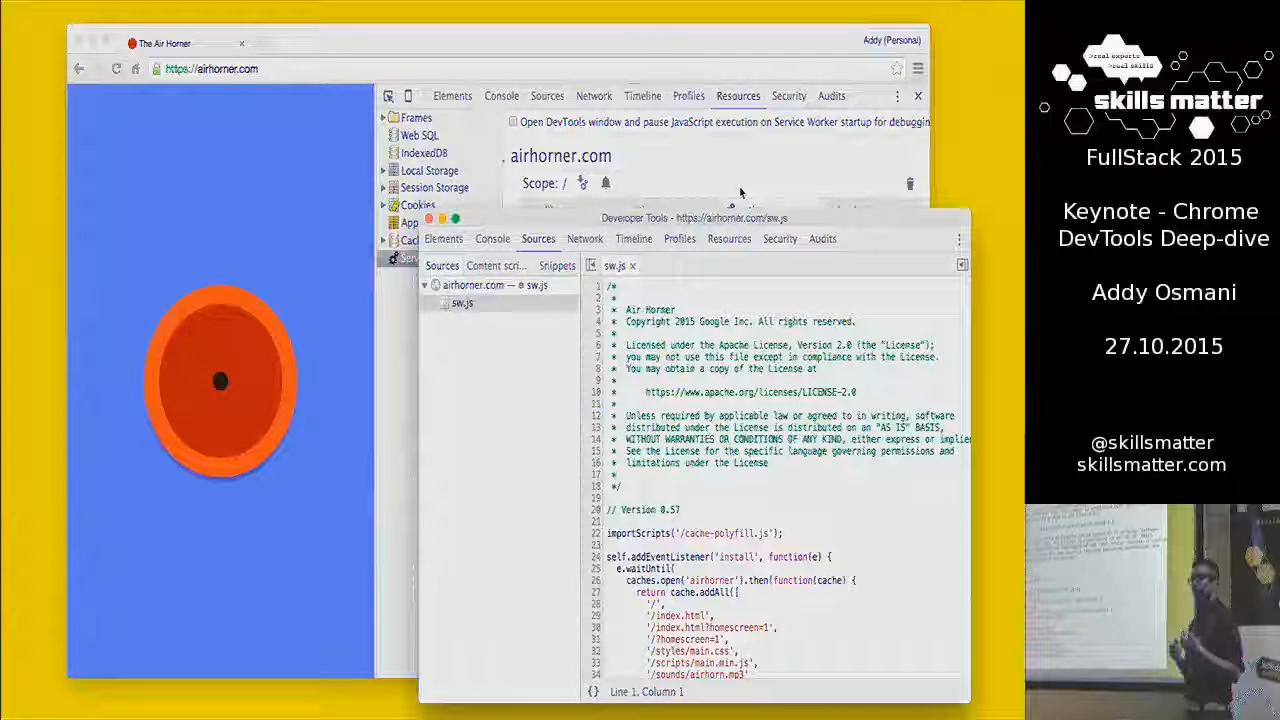 The Air Horner
Addy (Personal)
https://airhorner.com
Elements Console Sources Network Timeline Profiles Resources Security Audits
Frames
Web SQL
IndexedDB
Local Storage
Session Storage
Cookies
App
Cac
Serv
Open DevTools window and pause JavaScript execution on Service Worker startup for debuggin
airhorner.com
Scope: /
Developer Tools - https://airhorner.com/sw.js
Elements Console Sources Network Timeline Profiles Resources Security Audits
Sources Content scri... Snippets
airhorner.com — sw.js
sw.js
sw.js
1 /*
2 *
3 * Air Horner
4 * Copyright 2015 Google Inc. All rights reserved.
5 *
6 * Licensed under the Apache License, Version 2.0 (the "License");
7 * you may not use this file except in compliance with the License.
8 * You may obtain a copy of the License at
9 *
10 * https://www.apache.org/licenses/LICENSE-2.0
11 *
12 * Unless required by applicable law or agreed to in writing, software
13 * distributed under the License is distributed on an "AS IS" BASIS,
14 * WITHOUT WARRANTIES OR CONDITIONS OF ANY KIND, either express or implie
15 * See the License for the specific language governing permissions and
16 * limitations under the License
17 *
18 */
19
20 // Version 0.57
21
22 importScripts('/cache-polyfill.js');
23
24 self.addEventListener('install', function(e) {
25 e.waitUntil(
26 caches.open('airhorner').then(function(cache) {
27 return cache.addAll([
28 '/',
29 '/index.html',
30 '/index.html?homescreen=1',
31 '/?homescreen=1',
32 '/styles/main.css',
33 '/scripts/main.min.js',
34 '/sounds/airhorn.mp3'
{} Line 1, Column 1
>real experts
>real skills
skills matter
FullStack 2015
Keynote - Chrome
DevTools Deep-dive
Addy Osmani
27.10.2015
@skillsmatter
skillsmatter.com